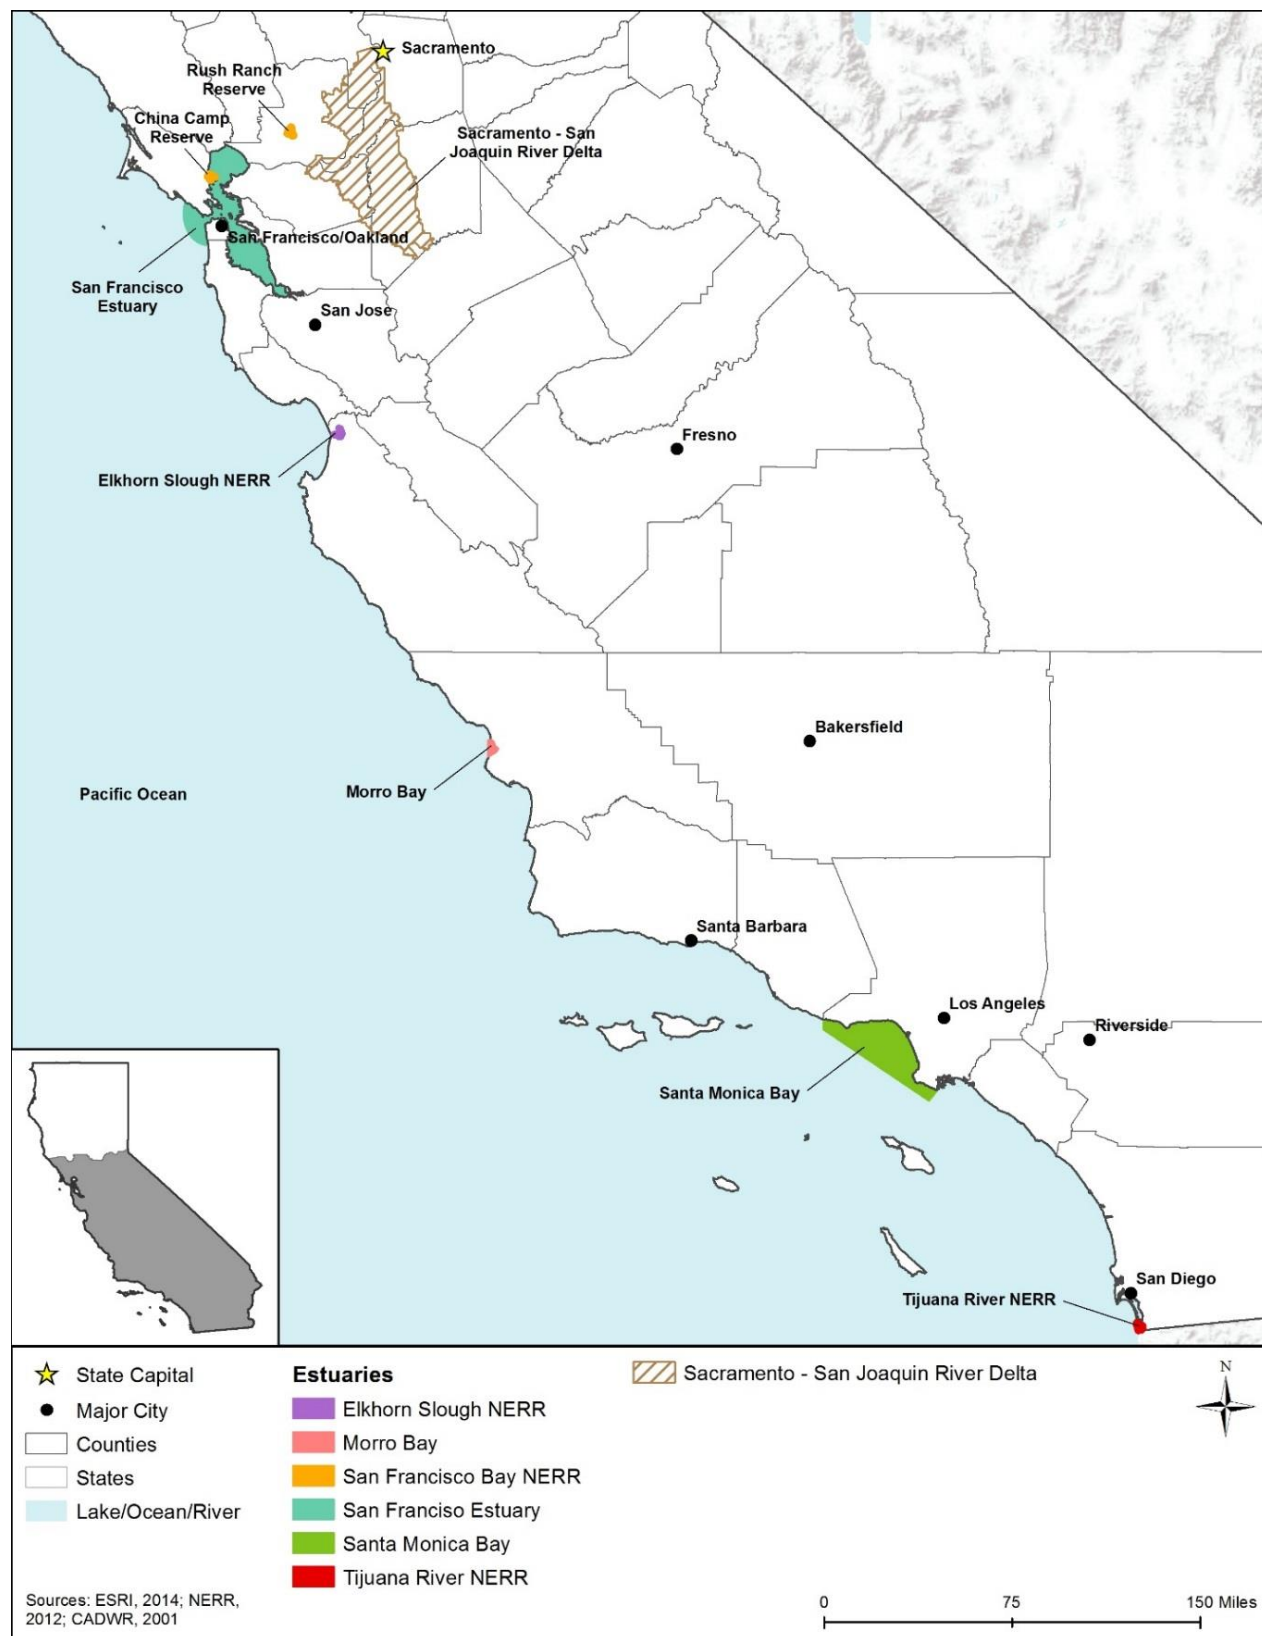 Sacramento
Rush Ranch
Reserve
China Camp
Reserve
Sacramento - San
Joaquin River Delta
San Francisco/Oakland
San Francisco
Estuary
San Jose
Fresno
Elkhorn Slough NERR
Bakersfield
Morro Bay
Pacific Ocean
Santa Barbara
Los Angeles
Riverside
Santa Monica Bay
San Diego
Tijuana River NERR
State Capital
Major City
Counties
States
Lake/Ocean/River
Sources: ESRI, 2014; NERR,
2012; CADWR, 2001
Estuaries
Elkhorn Slough NERR
Morro Bay
San Francisco Bay NERR
San Franciso Estuary
Santa Monica Bay
Tijuana River NERR
Sacramento - San Joaquin River Delta
N
0 75 150 Miles